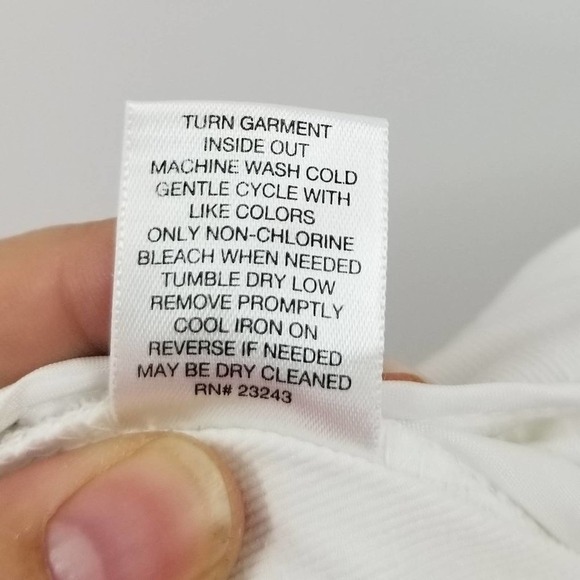 TURN GARMENT
INSIDE OUT
MACHINE WASH COLD
GENTLE CYCLE WITH
LIKE COLORS
ONLY NON-CHLORINE
BLEACH WHEN NEEDED
TUMBLE DRY LOW
REMOVE PROMPTLY
COOL IRON ON
REVERSE IF NEEDED
MAY BE DRY CLEANED
RN# 23243